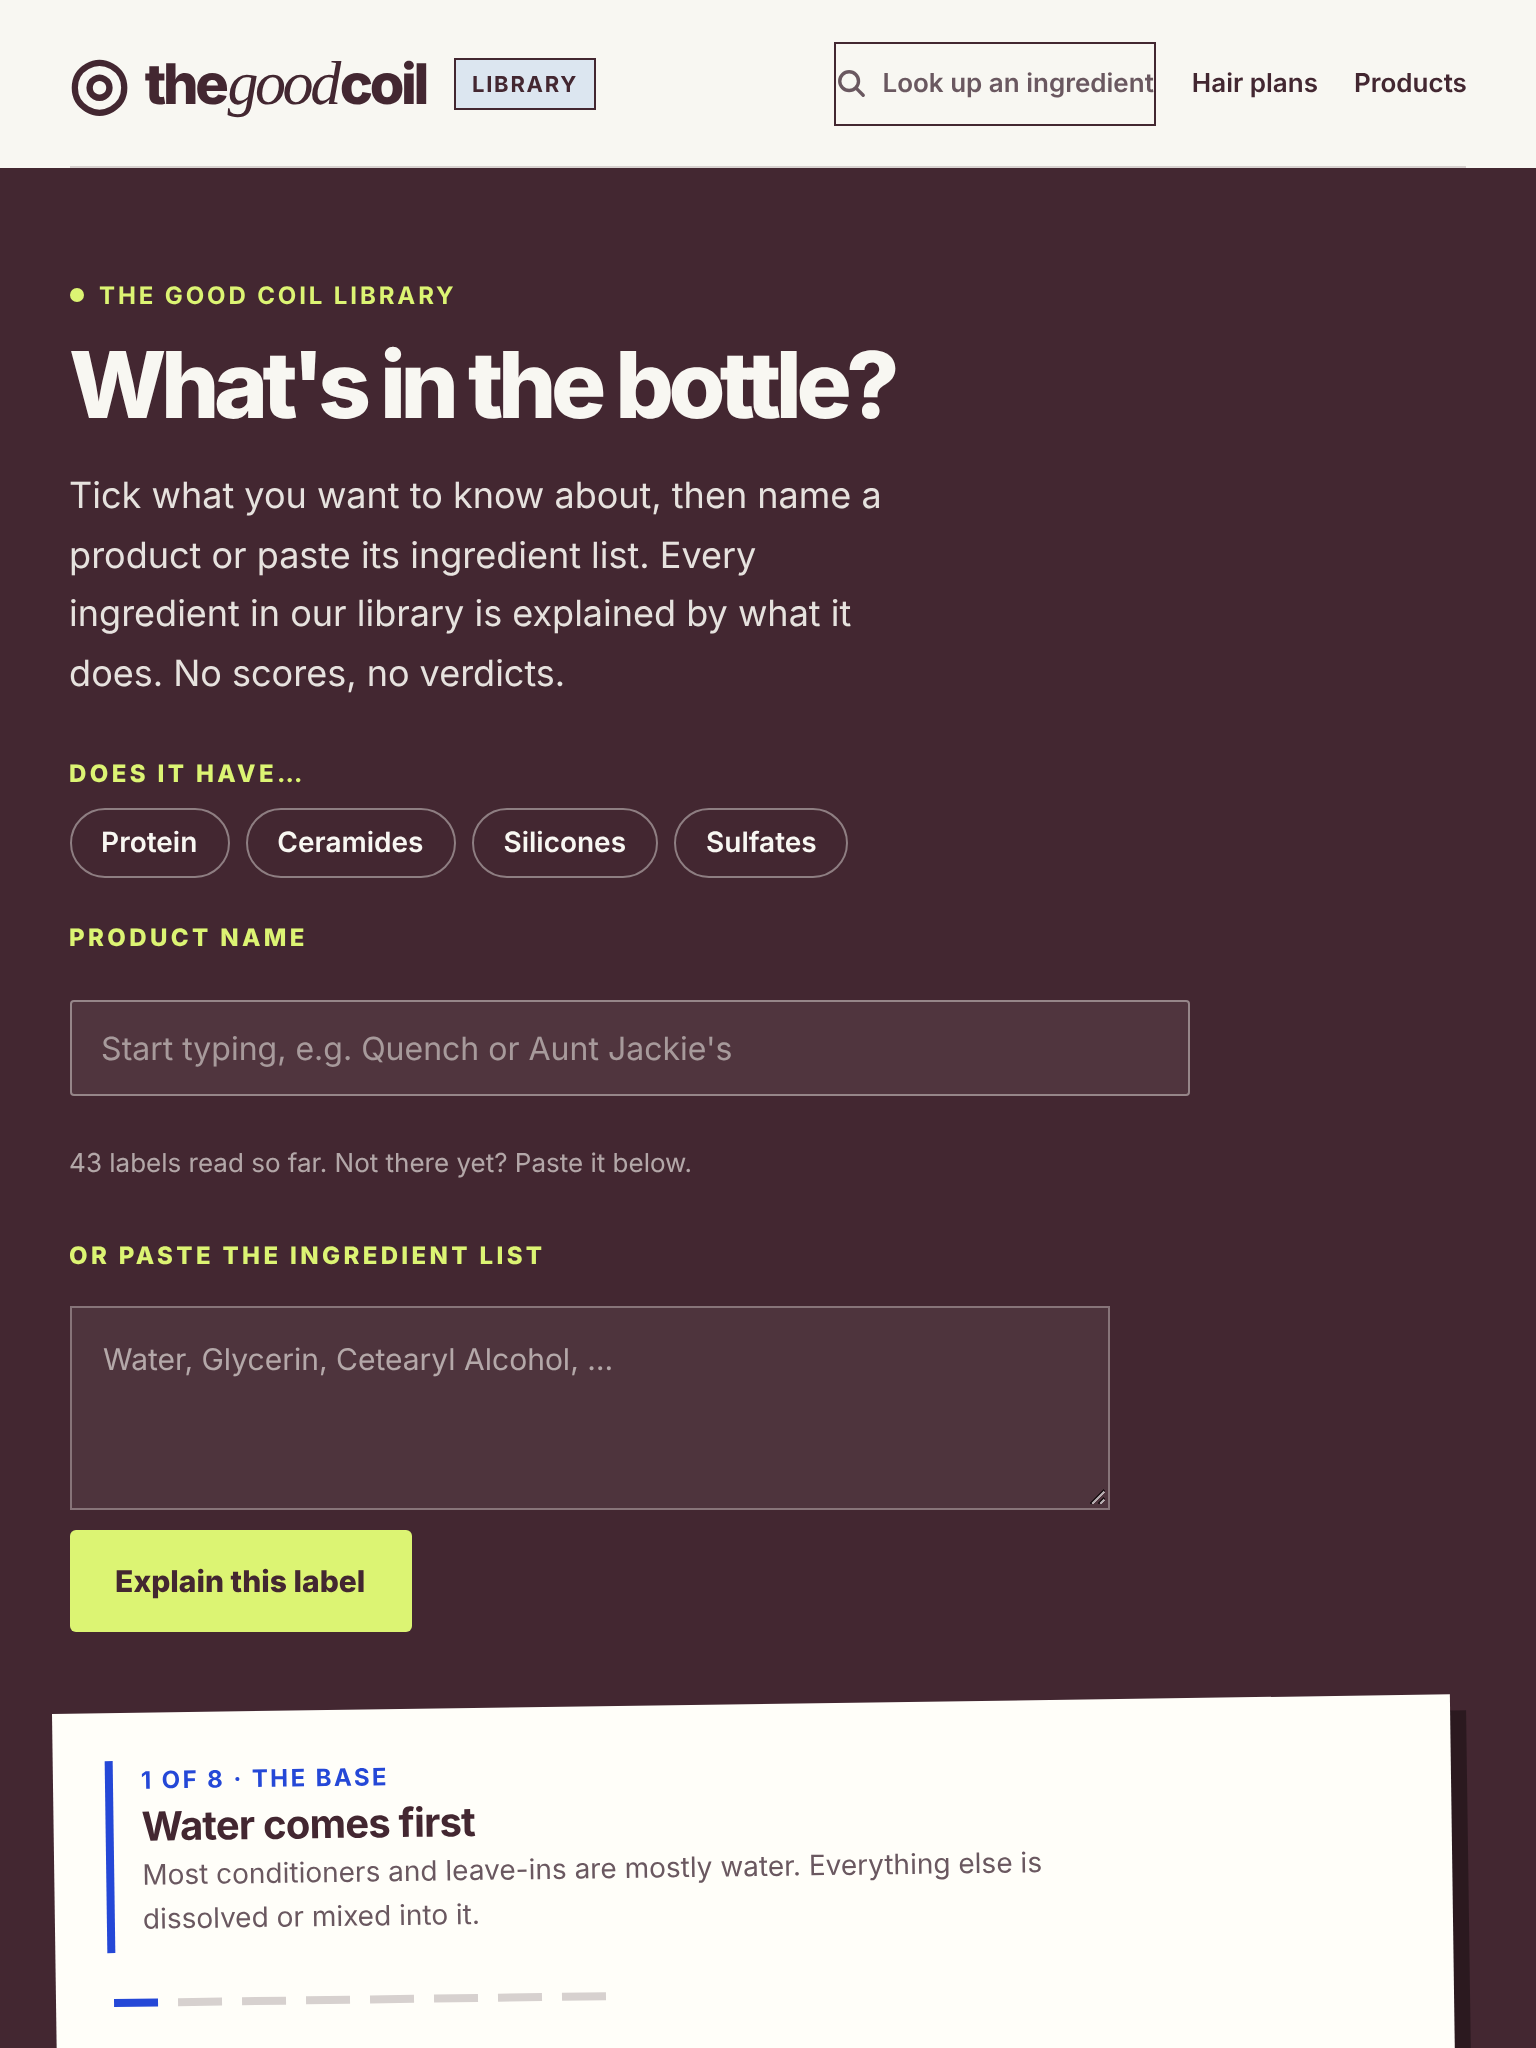 thegoodcoil LIBRARY Look up an ingredient Hair plans Products
THE GOOD COIL LIBRARY
What's in the bottle?
Tick what you want to know about, then name a
product or paste its ingredient list. Every
ingredient in our library is explained by what it
does. No scores, no verdicts.
DOES IT HAVE...
Protein Ceramides Silicones Sulfates
PRODUCT NAME
Start typing, e.g. Quench or Aunt Jackie's
43 labels read so far. Not there yet? Paste it below.
OR PASTE THE INGREDIENT LIST
Water, Glycerin, Cetearyl Alcohol, ...
Explain this label
1 OF 8 · THE BASE
Water comes first
Most conditioners and leave-ins are mostly water. Everything else is
dissolved or mixed into it.